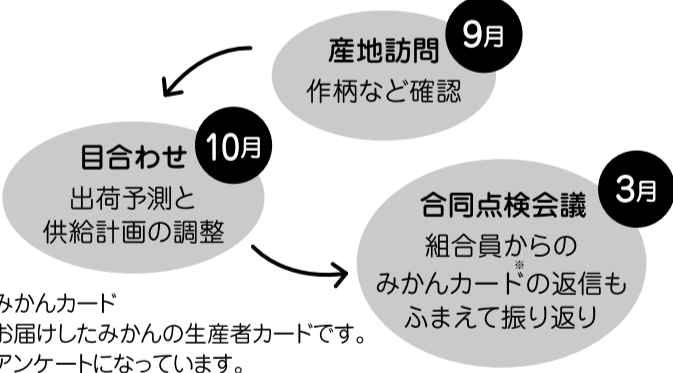 9月
産地訪問
作柄など確認
10月
目合わせ
出荷予測と
供給計画の調整
3月
合同点検会議
組合員からの
※
みかんカードの返信も
ふまえて振り返り
みかんカード
お届けしたみかんの生産者カードです。
アンケートになっています。